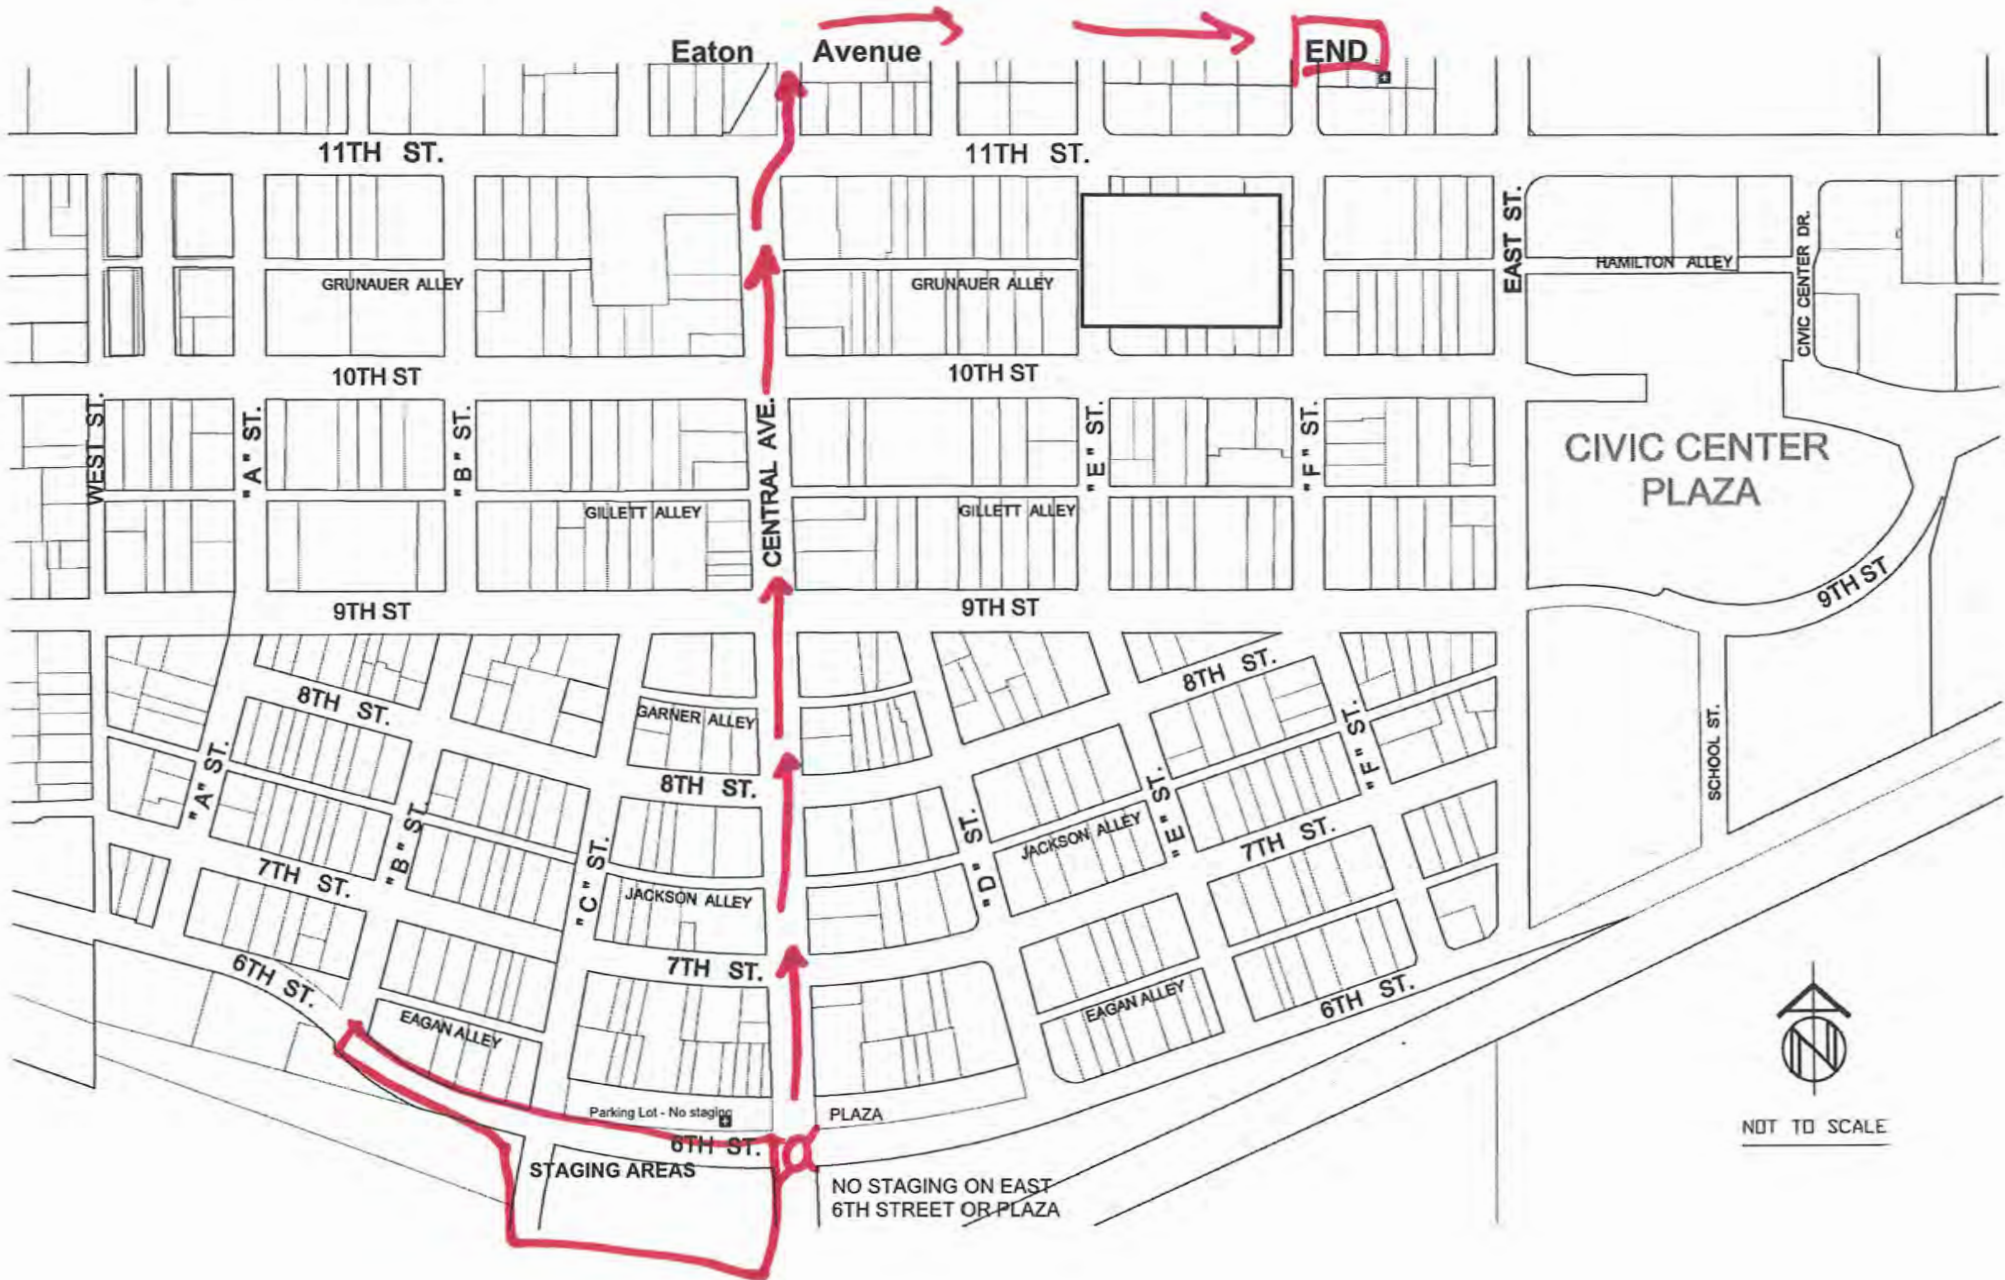 Eaton Avenue END
11TH ST.
11TH ST.
EAST ST.
HAMILTON ALLEY
CIVIC CENTER DR.
GRUNAUER ALLEY
GRUNAUER ALLEY
10TH ST
10TH ST
WEST ST.
"A" ST.
"B" ST.
CENTRAL AVE.
"E" ST.
"F" ST.
CIVIC CENTER
PLAZA
GILLETT ALLEY
GILLETT ALLEY
9TH ST
9TH ST
9TH ST
8TH ST.
8TH ST.
GARNER ALLEY
8TH ST.
"A" ST.
"B" ST.
"C" ST.
"D" ST.
"E" ST.
"F" ST.
SCHOOL ST.
JACKSON ALLEY
7TH ST.
7TH ST.
JACKSON ALLEY
7TH ST.
6TH ST.
6TH ST.
EAGAN ALLEY
EAGAN ALLEY
N
Parking Lot - No staging
PLAZA
6TH ST.
STAGING AREAS
NO STAGING ON EAST
6TH STREET OR PLAZA
NOT TO SCALE